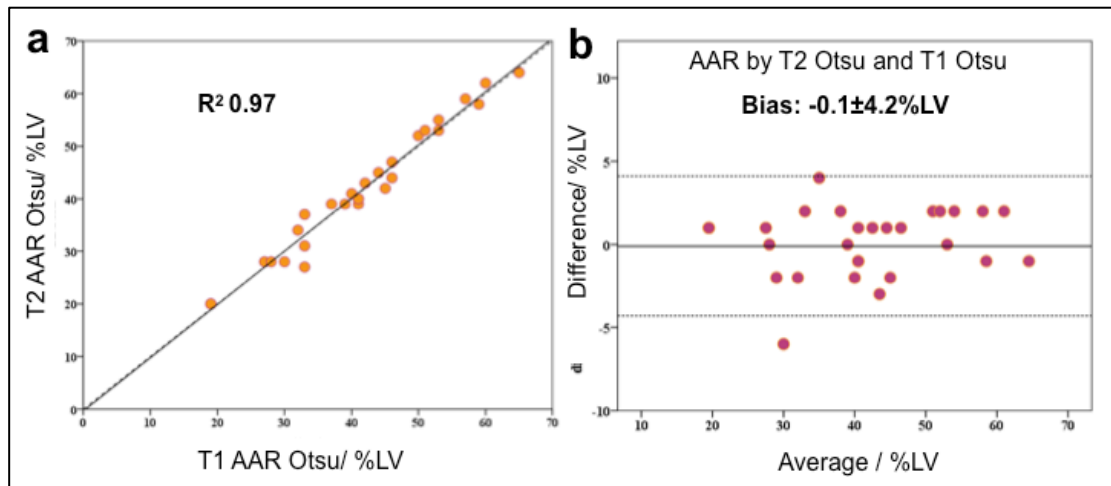 a
70
60
50
40
30
20
10
0
T2 AAR Otsu/ %LV
R² 0.97
0 10 20 30 40 50 60 70
T1 AAR Otsu/ %LV
b
AAR by T2 Otsu and T1 Otsu
Bias: -0.1±4.2%LV
10
5
0
-5
-10
Difference/ %LV
10 20 30 40 50 60 70
Average / %LV